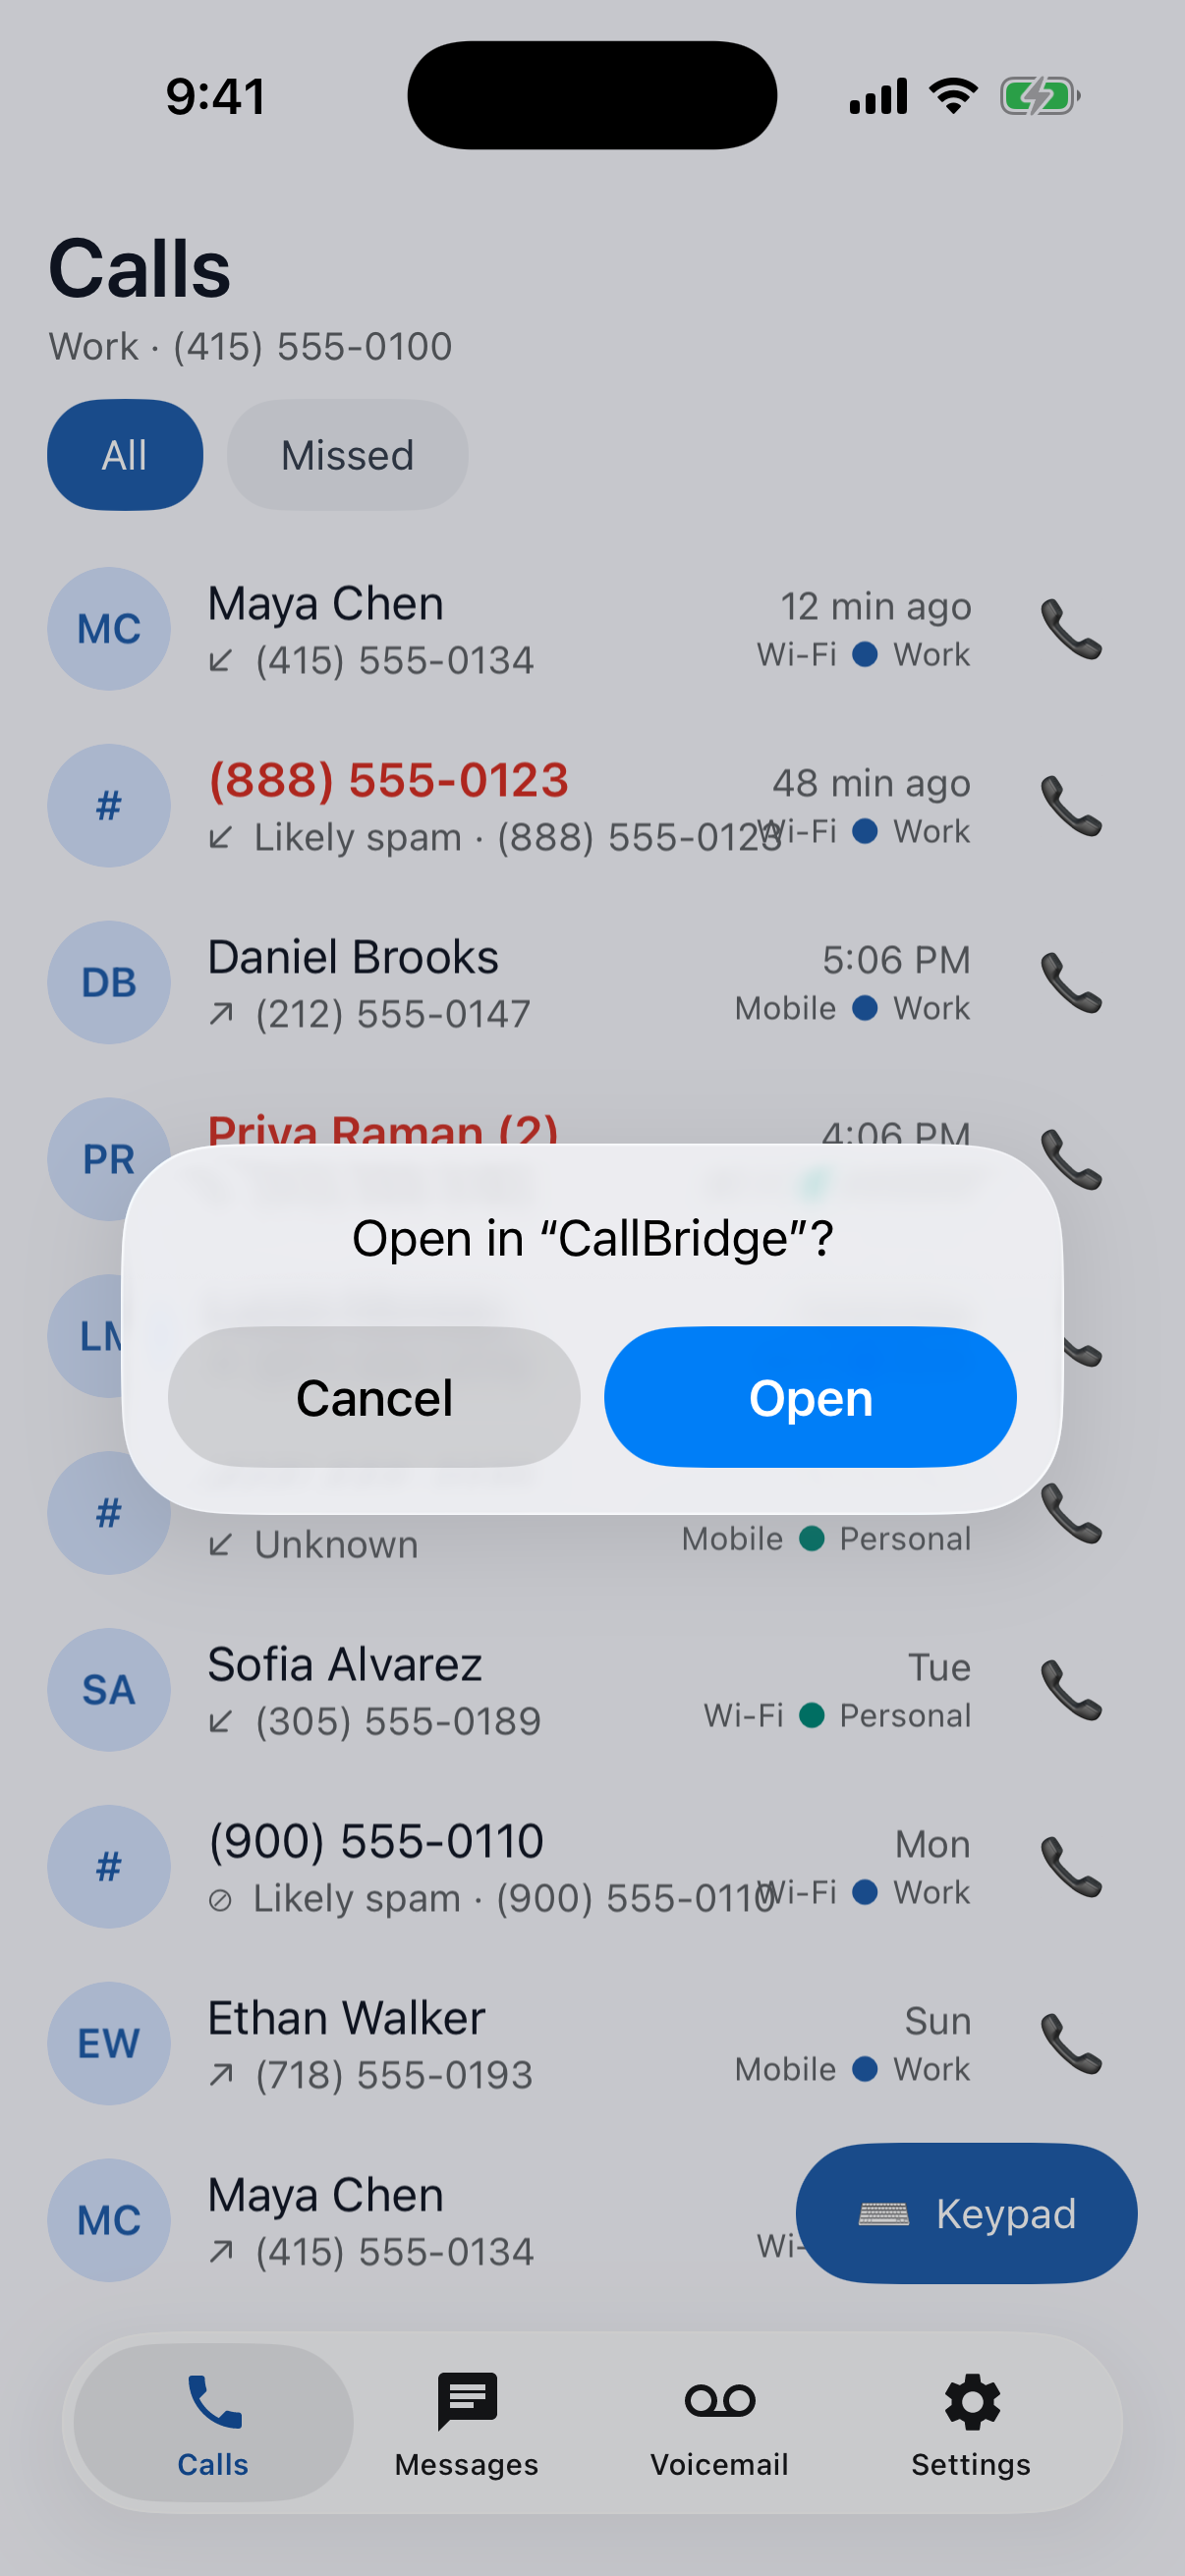 9:41
Calls
Work · (415) 555-0100
All
Missed
MC
Maya Chen
12 min ago
(415) 555-0134
Wi-Fi
Work
#
(888) 555-0123
48 min ago
Likely spam · (888) 555-0123
Wi-Fi
Work
DB
Daniel Brooks
5:06 PM
(212) 555-0147
Mobile
Work
PR
Priya Raman (2)
4:06 PM
Open in “CallBridge”?
LM
Cancel
Open
#
Unknown
Mobile
Personal
SA
Sofia Alvarez
Tue
(305) 555-0189
Wi-Fi
Personal
#
(900) 555-0110
Mon
Likely spam · (900) 555-0110
Wi-Fi
Work
EW
Ethan Walker
Sun
(718) 555-0193
Mobile
Work
MC
Maya Chen
(415) 555-0134
Wi-
Keypad
Calls
Messages
Voicemail
Settings